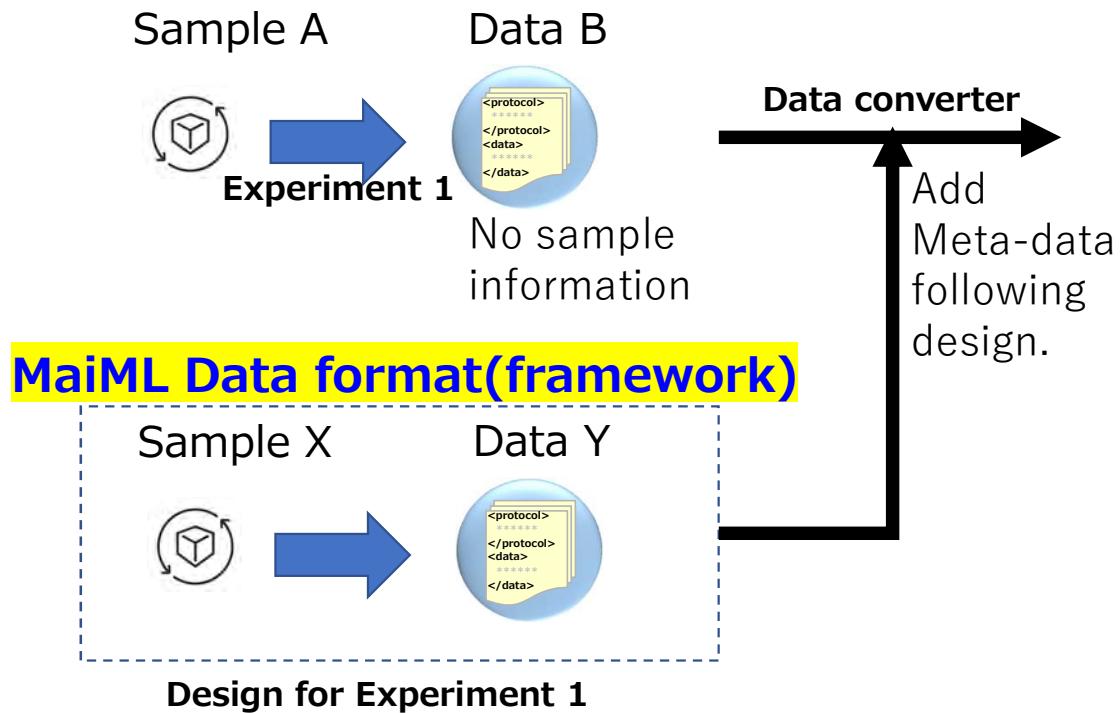 Sample A
Data B
<protocol>
******
</protocol>
<data>
******
</data>
Experiment 1
No sample
information
Data converter
Add
Meta-data
following
design.
MaiML Data format(framework)
Sample X
Data Y
<protocol>
******
</protocol>
<data>
******
</data>
Design for Experiment 1